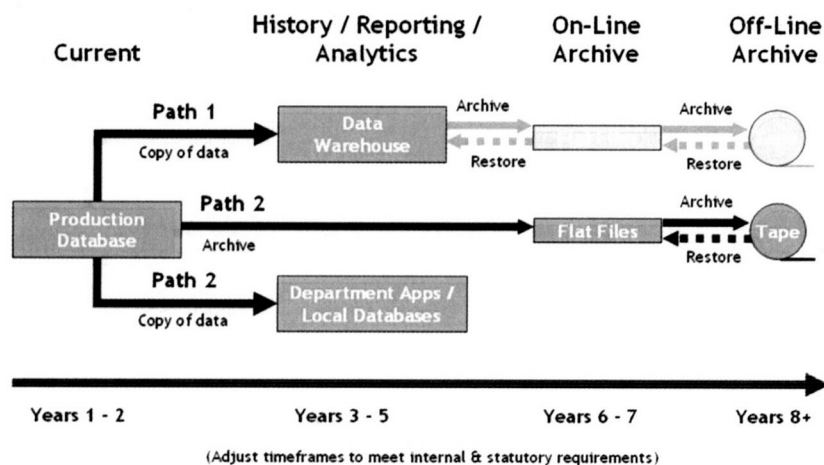 Current
History / Reporting /
Analytics
On-Line
Archive
Off-Line
Archive
Path 1
Copy of data
Data
Warehouse
Archive
Restore
Archive
Restore
Production
Database
Path 2
Archive
Flat Files
Archive
Restore
Tape
Path 2
Copy of data
Department Apps /
Local Databases
Years 1 - 2
Years 3 - 5
Years 6 - 7
Years 8+
(Adjust timeframes to meet internal & statutory requirements)